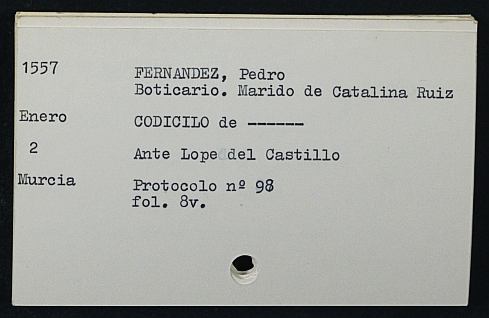 1557
FERNANDEZ, Pedro
Boticario. Marido de Catalina Ruiz
Enero
CODICILO de ------
2
Ante Lope del Castillo
Murcia
Protocolo nº 98
fol. 8v.